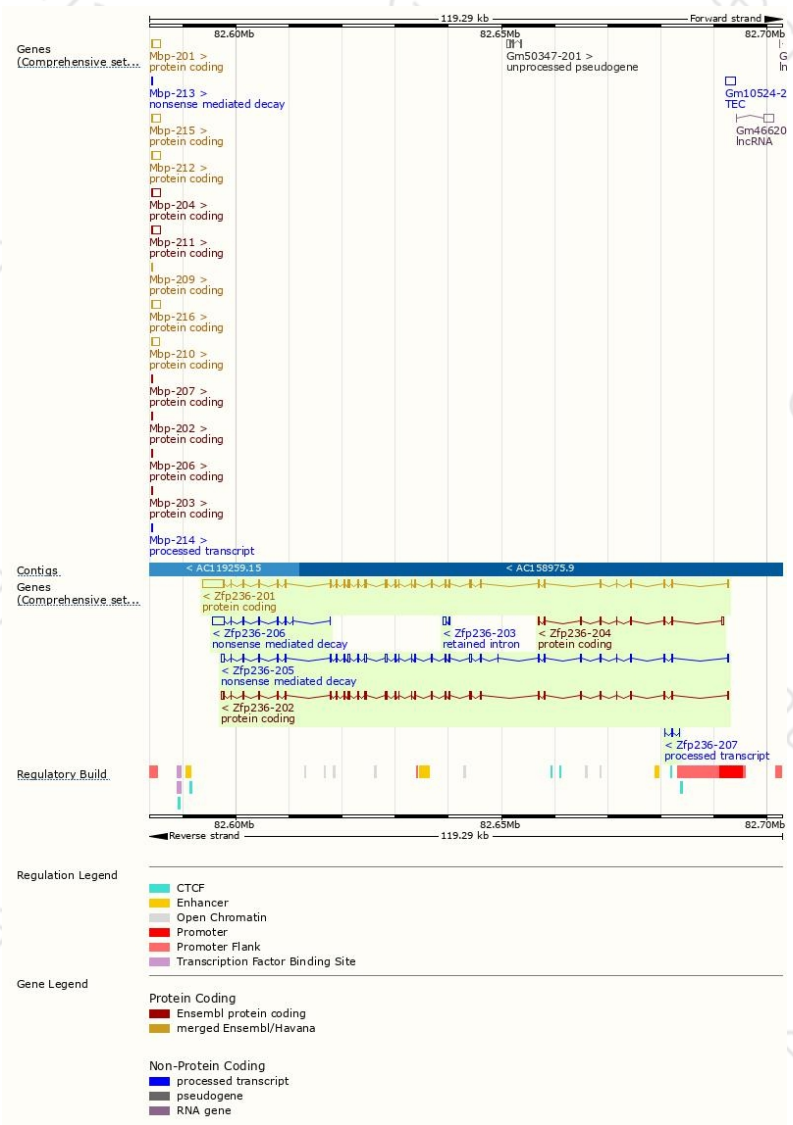 119.29 kb
Forward strand
82.60Mb
82.65Mb
82.70Mb
Genes
(Comprehensive set...
Mbp-201 >
protein coding
Gm50347-201 >
unprocessed pseudogene
G
ln
Mbp-213 >
nonsense mediated decay
Gm10524-2
TEC
Mbp-215 >
protein coding
Gm46620
lncRNA
Mbp-212 >
protein coding
Mbp-204 >
protein coding
Mbp-211 >
protein coding
Mbp-209 >
protein coding
Mbp-216 >
protein coding
Mbp-210 >
protein coding
Mbp-207 >
protein coding
Mbp-202 >
protein coding
Mbp-206 >
protein coding
Mbp-203 >
protein coding
Mbp-214 >
processed transcript
Contigs
< AC119259.15
< AC158975.9
Genes
(Comprehensive set...
< Zfp236-201
protein coding
< Zfp236-206
nonsense mediated decay
< Zfp236-203
retained intron
< Zfp236-204
protein coding
< Zfp236-205
nonsense mediated decay
< Zfp236-202
protein coding
< Zfp236-207
processed transcript
Regulatory Build
82.60Mb
82.65Mb
82.70Mb
Reverse strand
119.29 kb
Regulation Legend
CTCF
Enhancer
Open Chromatin
Promoter
Promoter Flank
Transcription Factor Binding Site
Gene Legend
Protein Coding
Ensembl protein coding
merged Ensembl/Havana
Non-Protein Coding
processed transcript
pseudogene
RNA gene